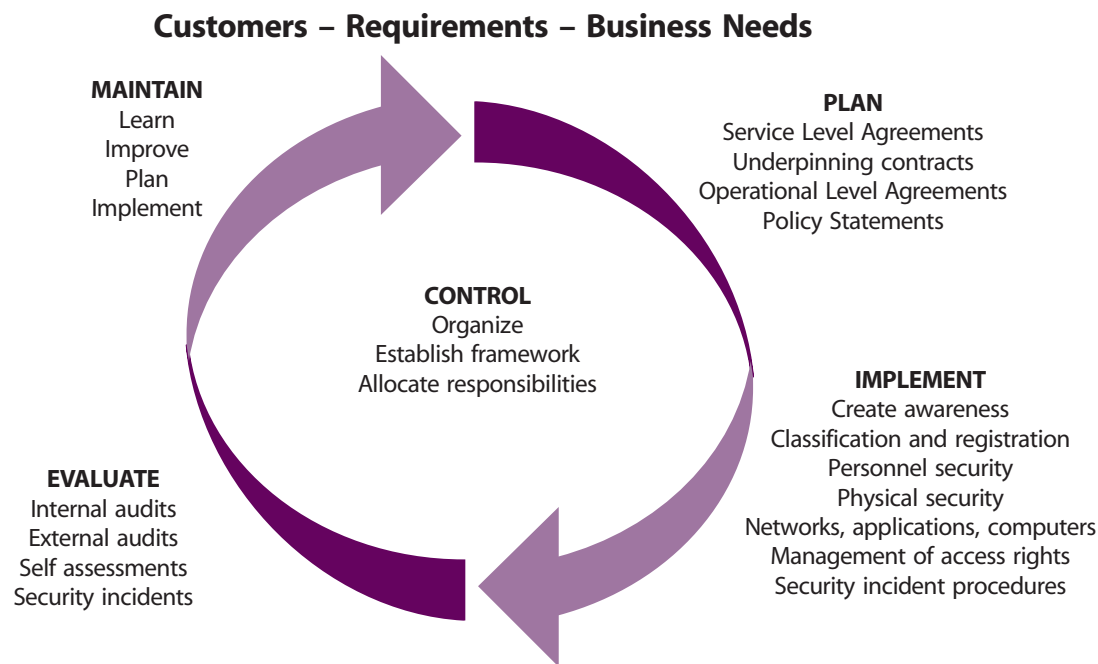 Customers – Requirements – Business Needs
MAINTAIN
Learn
Improve
Plan
Implement
PLAN
Service Level Agreements
Underpinning contracts
Operational Level Agreements
Policy Statements
CONTROL
Organize
Establish framework
Allocate responsibilities
IMPLEMENT
Create awareness
Classification and registration
Personnel security
Physical security
Networks, applications, computers
Management of access rights
Security incident procedures
EVALUATE
Internal audits
External audits
Self assessments
Security incidents